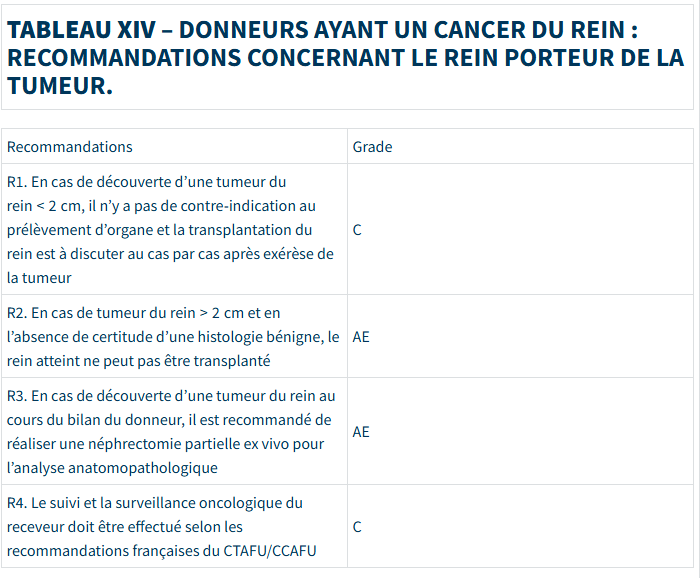 TABLEAU XIV – DONNEURS AYANT UN CANCER DU REIN :
RECOMMANDATIONS CONCERNANT LE REIN PORTEUR DE LA
TUMEUR.
Recommandations Grade
R1. En cas de découverte d’une tumeur du
rein < 2 cm, il n’y a pas de contre-indication au
prélèvement d’organe et la transplantation du
rein est à discuter au cas par cas après exérèse de
la tumeur
C
R2. En cas de tumeur du rein > 2 cm et en
l’absence de certitude d’une histologie bénigne, le
rein atteint ne peut pas être transplanté
AE
R3. En cas de découverte d’une tumeur du rein au
cours du bilan du donneur, il est recommandé de
réaliser une néphrectomie partielle ex vivo pour
l’analyse anatomopathologique
AE
R4. Le suivi et la surveillance oncologique du
receveur doit être effectué selon les
recommandations françaises du CTAFU/CCAFU
C